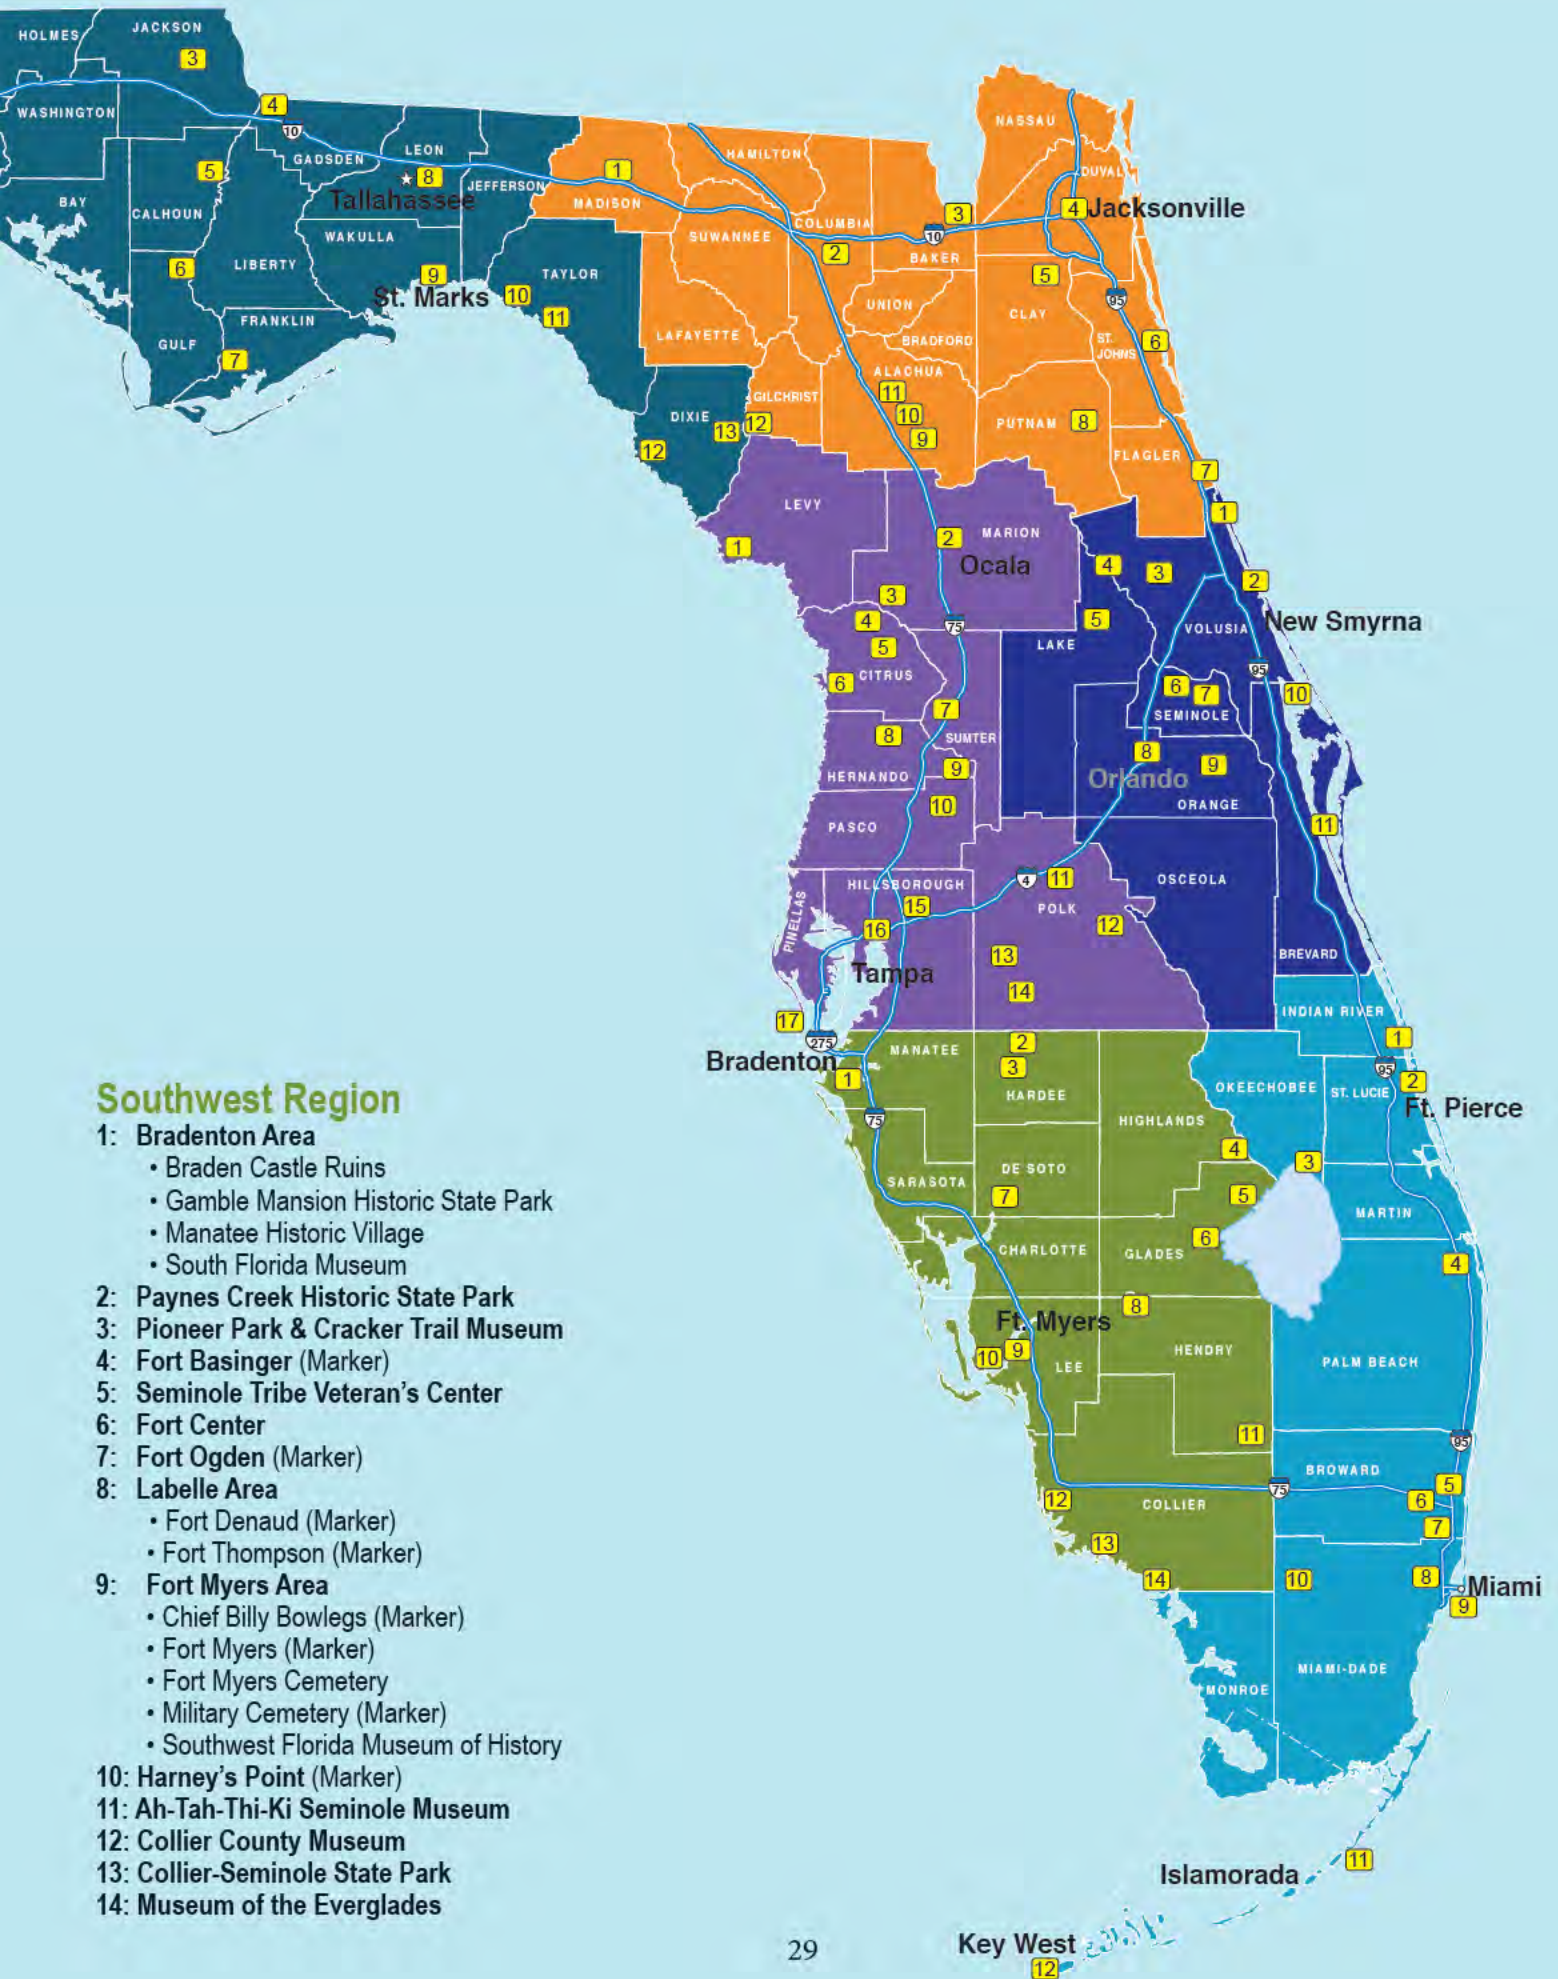 HOLMES
JACKSON
3
WASHINGTON
4
10
GADSDEN
LEON
8
Tallahassee
JEFFERSON
5
BAY
CALHOUN
WAKULLA
LIBERTY
6
9
St. Marks
10
TAYLOR
11
FRANKLIN
GULF
7
DIXIE
13
12
12
1
MADISON
HAMILTON
SUWANNEE
COLUMBIA
2
3
10
BAKER
NASSAU
DUVAL
4
Jacksonville
5
95
UNION
CLAY
LAFAYETTE
BRADFORD
ST.
JOHNS
6
ALACHUA
11
10
9
GILCHRIST
PUTNAM
8
FLAGLER
7
LEVY
1
2
MARION
Ocala
3
4
5
CITRUS
6
75
7
SUMTER
8
HERNANDO
9
10
PASCO
HILLSBOROUGH
PINELLAS
15
16
Tampa
17
4
11
POLK
12
13
14
1
4
3
2
5
New Smyrna
VOLUSIA
LAKE
95
6
7
10
SEMINOLE
8
9
Orlando
ORANGE
11
OSCEOLA
BREVARD
INDIAN RIVER
1
275
Bradenton
MANATEE
1
2
3
HARDEE
75
HIGHLANDS
4
DE SOTO
SARASOTA
7
5
6
CHARLOTTE
GLADES
8
Ft. Myers
10
9
LEE
HENDRY
11
75
COLLIER
12
13
14
OKEECHOBEE
ST. LUCIE
95
2
Ft. Pierce
3
MARTIN
4
PALM BEACH
95
BROWARD
5
6
7
8
Miami
9
10
MIAMI-DADE
MONROE
11
Islamorada
Key West
12
Southwest Region
1: Bradenton Area
• Braden Castle Ruins
• Gamble Mansion Historic State Park
• Manatee Historic Village
• South Florida Museum
2: Paynes Creek Historic State Park
3: Pioneer Park & Cracker Trail Museum
4: Fort Basinger (Marker)
5: Seminole Tribe Veteran's Center
6: Fort Center
7: Fort Ogden (Marker)
8: Labelle Area
• Fort Denaud (Marker)
• Fort Thompson (Marker)
9: Fort Myers Area
• Chief Billy Bowlegs (Marker)
• Fort Myers (Marker)
• Fort Myers Cemetery
• Military Cemetery (Marker)
• Southwest Florida Museum of History
10: Harney's Point (Marker)
11: Ah-Tah-Thi-Ki Seminole Museum
12: Collier County Museum
13: Collier-Seminole State Park
14: Museum of the Everglades
29